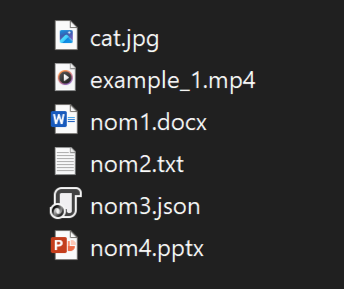 cat.jpg
example_1.mp4
nom1.docx
nom2.txt
nom3.json
nom4.pptx